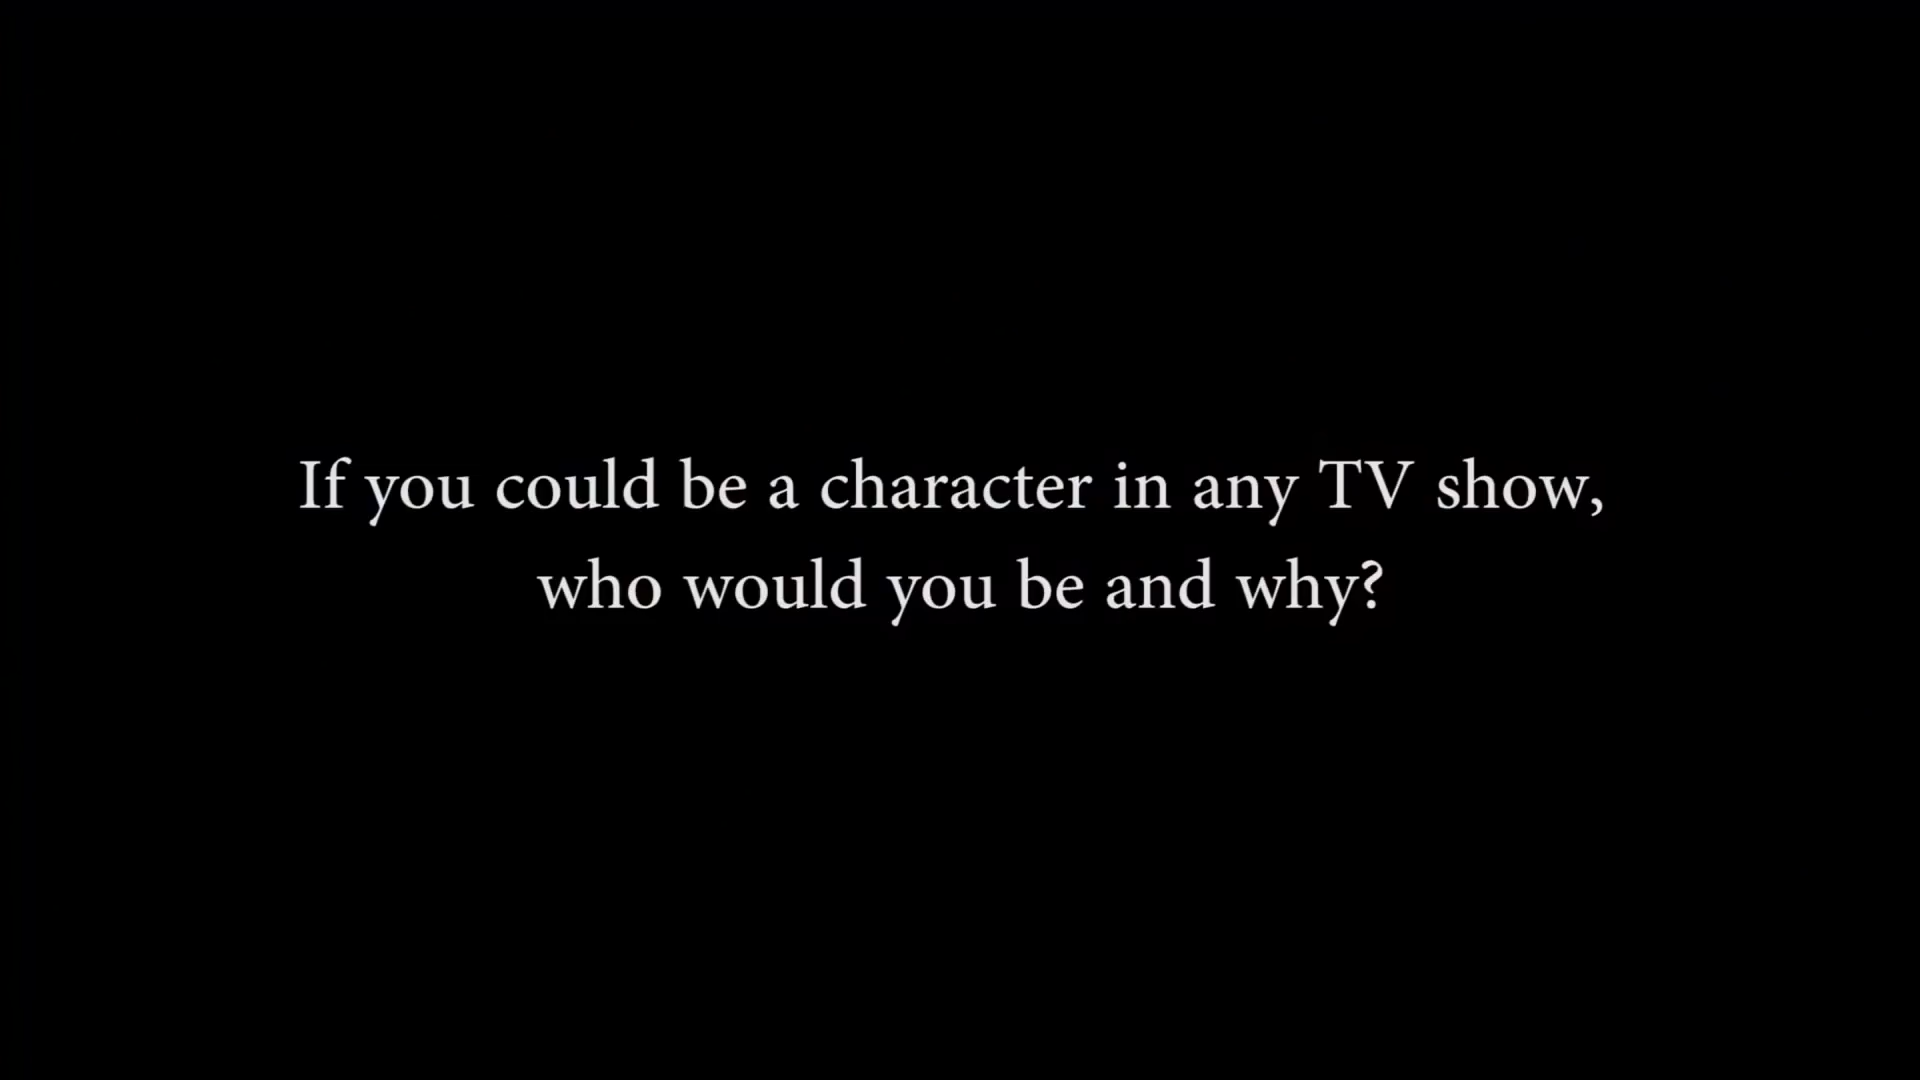 If you could be a character in any TV show,
who would you be and why?